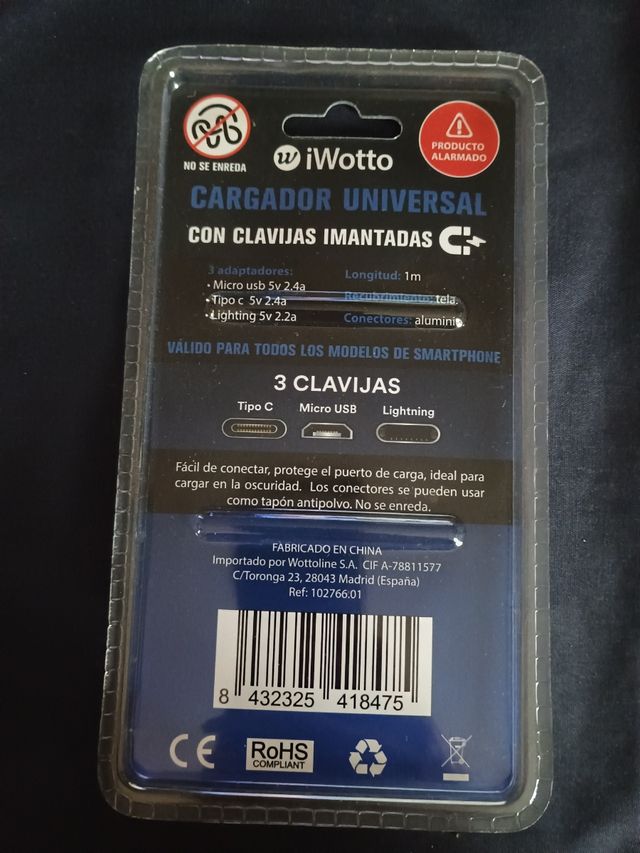 NO SE ENREDA
w iWotto
PRODUCTO
ALARMADO
CARGADOR UNIVERSAL
CON CLAVIJAS IMANTADAS
3 adaptadores:
· Micro usb 5v 2.4a
· Tipo c 5v 2.4a
· Lighting 5v 2.2a
Longitud: 1m
Recubrimiento: tela
Conectores: aluminio
VÁLIDO PARA TODOS LOS MODELOS DE SMARTPHONE
3 CLAVIJAS
Tipo C Micro USB Lightning
Fácil de conectar, protege el puerto de carga, ideal para
cargar en la oscuridad. Los conectores se pueden usar
como tapón antipolvo. No se enreda.
FABRICADO EN CHINA
Importado por Wottoline S.A. CIF A-78811577
C/Toronga 23, 28043 Madrid (España)
Ref: 102766.01
8 432325 418475
CE
RoHS
COMPLIANT